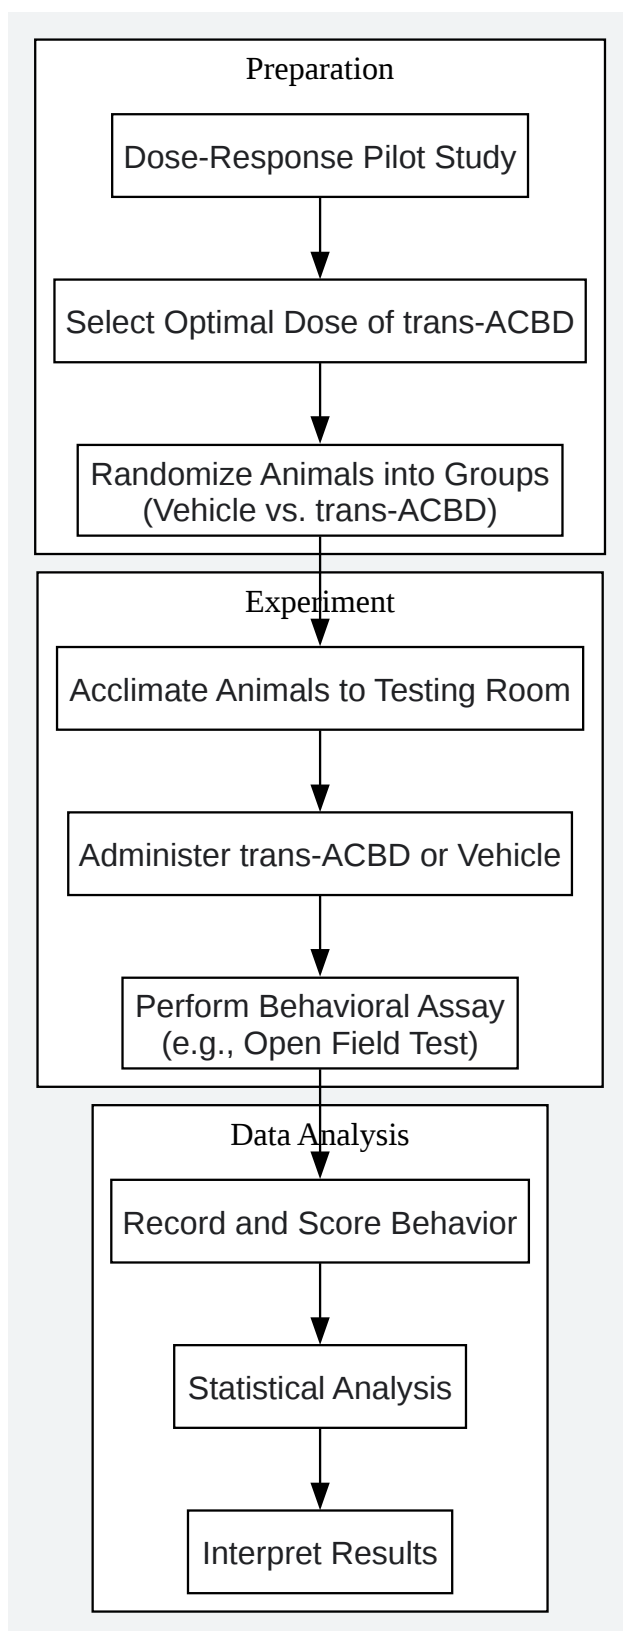 Preparation
Dose-Response Pilot Study
Select Optimal Dose of trans-ACBD
Randomize Animals into Groups
(Vehicle vs. trans-ACBD)
Experiment
Acclimate Animals to Testing Room
Administer trans-ACBD or Vehicle
Perform Behavioral Assay
(e.g., Open Field Test)
Data Analysis
Record and Score Behavior
Statistical Analysis
Interpret Results